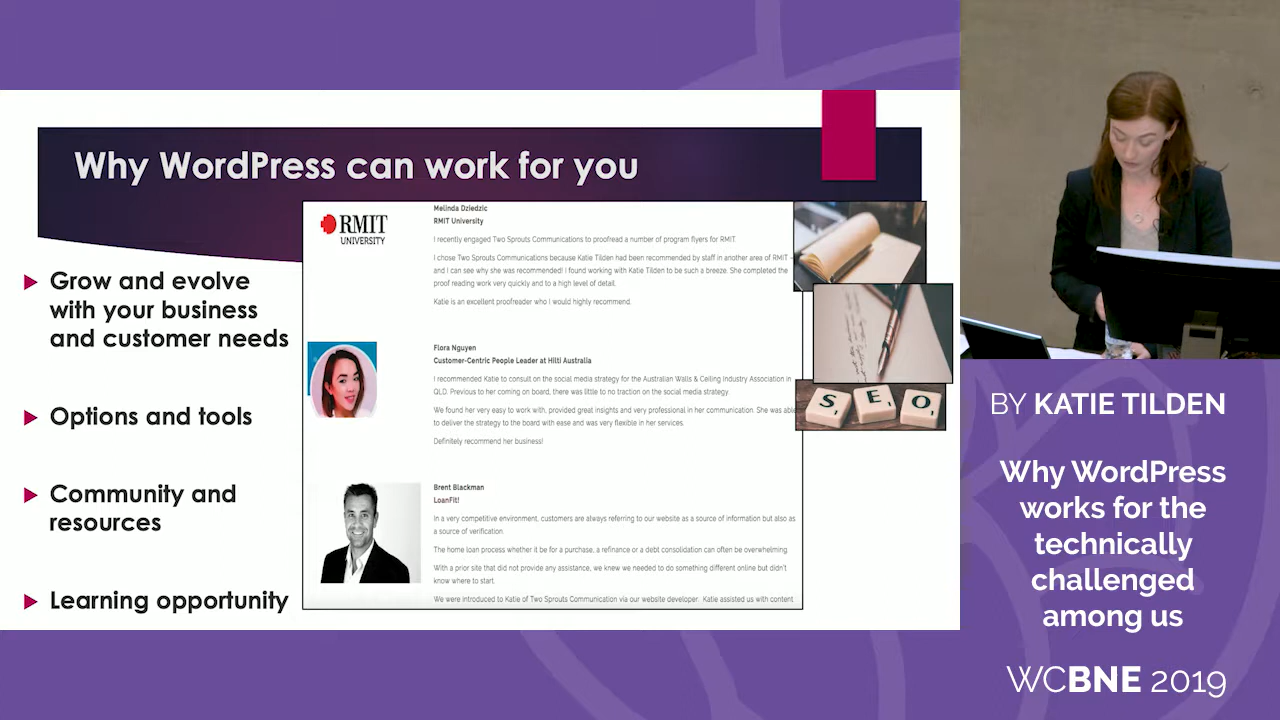 Why WordPress can work for you
Grow and evolve
with your business
and customer needs
Options and tools
Community and
resources
Learning opportunity
RMIT
UNIVERSITY
Melinda Dziedzic
RMIT University
I recently engaged Two Sprouts Communications to proofread a number of program flyers for RMIT.
I chose Two Sprouts Communications because Katie Tilden had been recommended by staff in another area of RMIT –
and I can see why she was recommended! I found working with Katie Tilden to be such a breeze. She completed the
proof reading work very quickly and to a high level of detail.
Katie is an excellent proofreader who I would highly recommend.
Flora Nguyen
Customer-Centric People Leader at Hilti Australia
I recommended Katie to consult on the social media strategy for the Australian Walls & Ceiling Industry Association in
QLD. Previous to her coming on board, there was little to no traction on the social media strategy.
We found her very easy to work with, provided great insights and very professional in her communication. She was able
to deliver the strategy to the board with ease and was very flexible in her services.
Definitely recommend her business!
Brent Blackman
LoanFit!
In a very competitive environment, customers are always referring to our website as a source of information but also as
a source of verification.
The home loan process whether it be for a purchase, a refinance or a debt consolidation can often be overwhelming.
With a prior site that did not provide any assistance, we knew we needed to do something different online but didn't
know where to start.
We were introduced to Katie of Two Sprouts Communication via our website developer. Katie assisted us with content
SEO
BY KATIE TILDEN
Why WordPress
works for the
technically
challenged
among us
WCBNE 2019